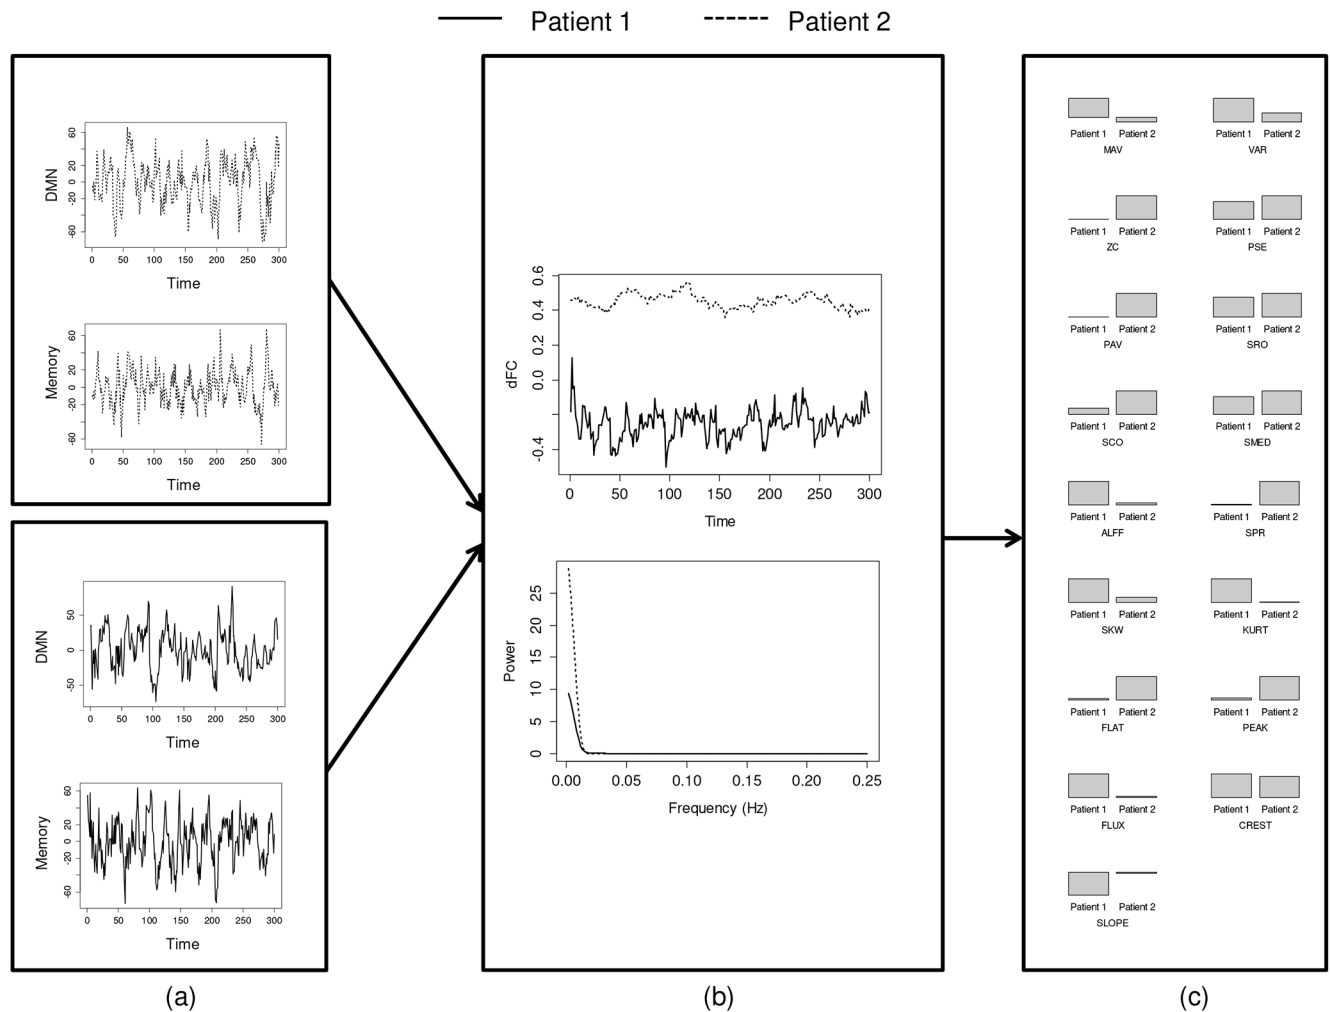 Patient 1 Patient 2
DMN
60
20
-20
-60
0 50 100 150 200 250 300
Time
Memory
60
20
-20
-60
0 50 100 150 200 250 300
Time
DMN
50
0
-50
0 50 100 150 200 250 300
Time
Memory
60
20
-20
-60
0 50 100 150 200 250 300
Time
(a)
dFC
0.6
0.4
0.2
0.0
-0.4
0 50 100 150 200 250 300
Time
Power
25
20
15
10
5
0
0.00 0.05 0.10 0.15 0.20 0.25
Frequency (Hz)
(b)
Patient 1 Patient 2 Patient 1 Patient 2
MAV VAR
Patient 1 Patient 2 Patient 1 Patient 2
ZC PSE
Patient 1 Patient 2 Patient 1 Patient 2
PAV SRO
Patient 1 Patient 2 Patient 1 Patient 2
SCO SMED
Patient 1 Patient 2 Patient 1 Patient 2
ALFF SPR
Patient 1 Patient 2 Patient 1 Patient 2
SKW KURT
Patient 1 Patient 2 Patient 1 Patient 2
FLAT PEAK
Patient 1 Patient 2 Patient 1 Patient 2
FLUX CREST
Patient 1 Patient 2
SLOPE
(c)